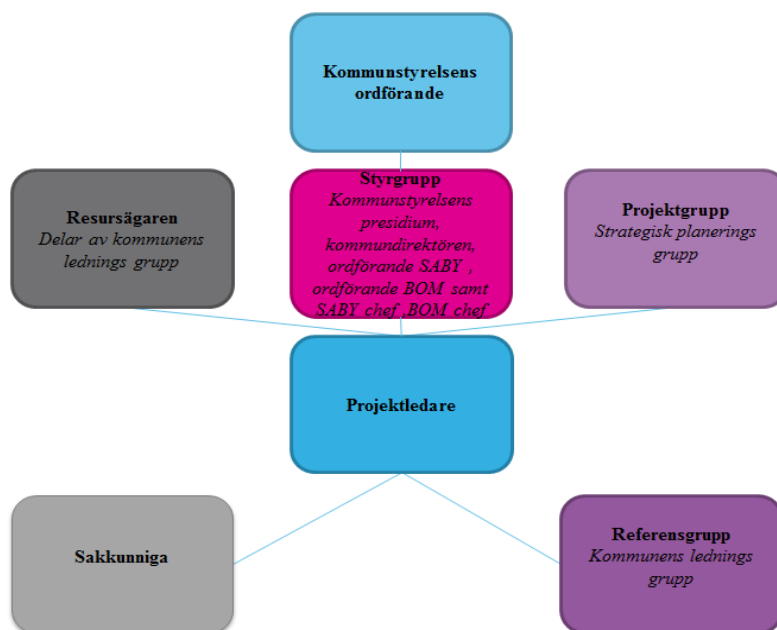 Kommunstyrelsens
ordförande
Resursägaren
Delar av kommunens
lednings grupp
Styrgrupp
Kommunstyrelsens
presidium,
kommundirektören,
ordförande SABY ,
ordförande BOM samt
SABY chef ,BOM chef
Projektgrupp
Strategisk planerings
grupp
Projektledare
Sakkunniga
Referensgrupp
Kommunens lednings
grupp